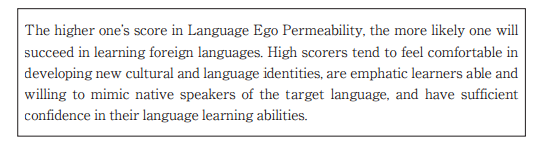 The higher one's score in Language Ego Permeability, the more likely one will
succeed in learning foreign languages. High scorers tend to feel comfortable in
developing new cultural and language identities, are emphatic learners able and
willing to mimic native speakers of the target language, and have sufficient
confidence in their language learning abilities.